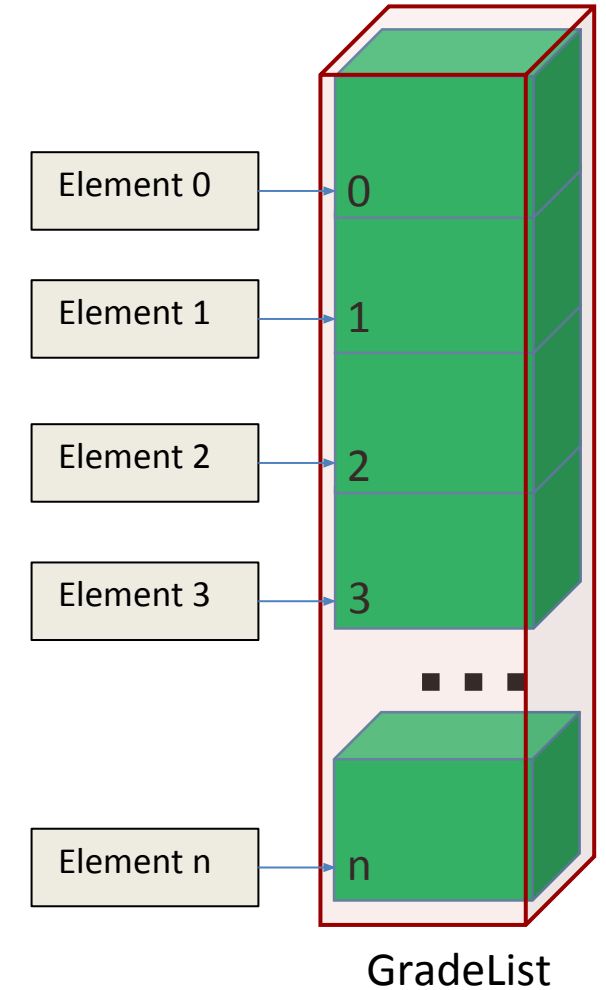 Element 0
0
Element 1
1
Element 2
2
Element 3
3
...
Element n
n
GradeList